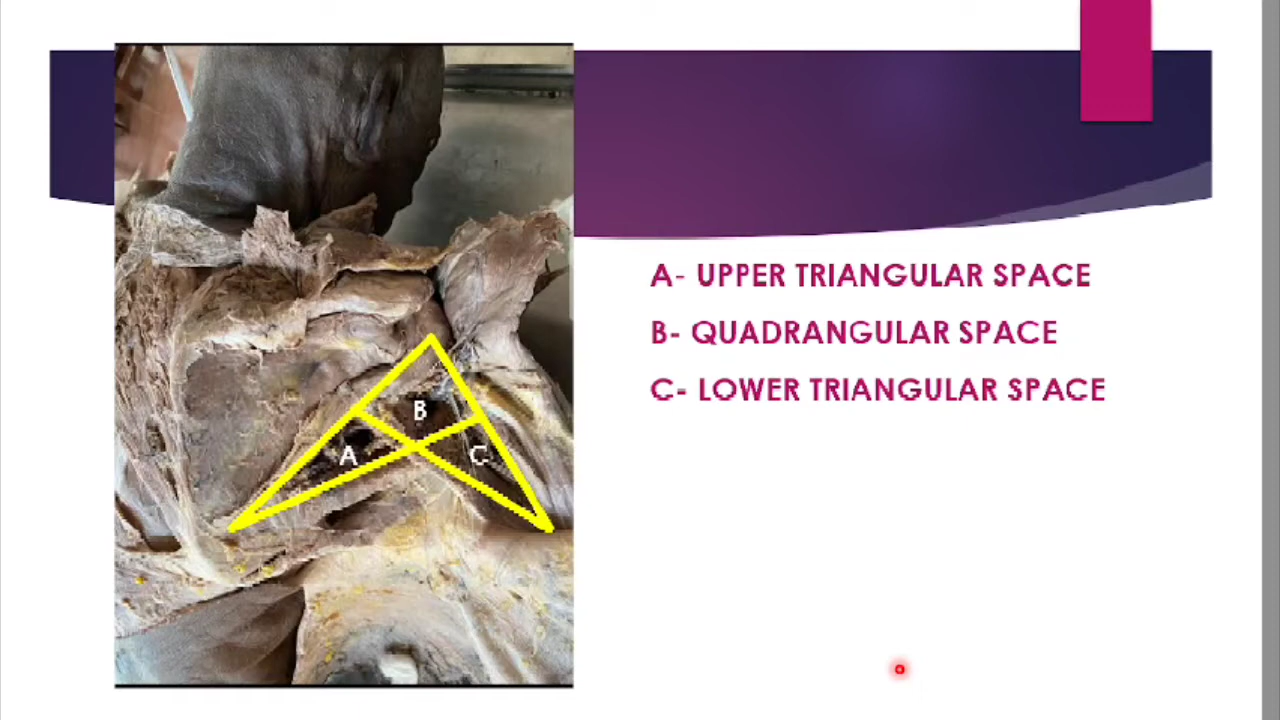 A- UPPER TRIANGULAR SPACE
B- QUADRANGULAR SPACE
C- LOWER TRIANGULAR SPACE
B
A
C